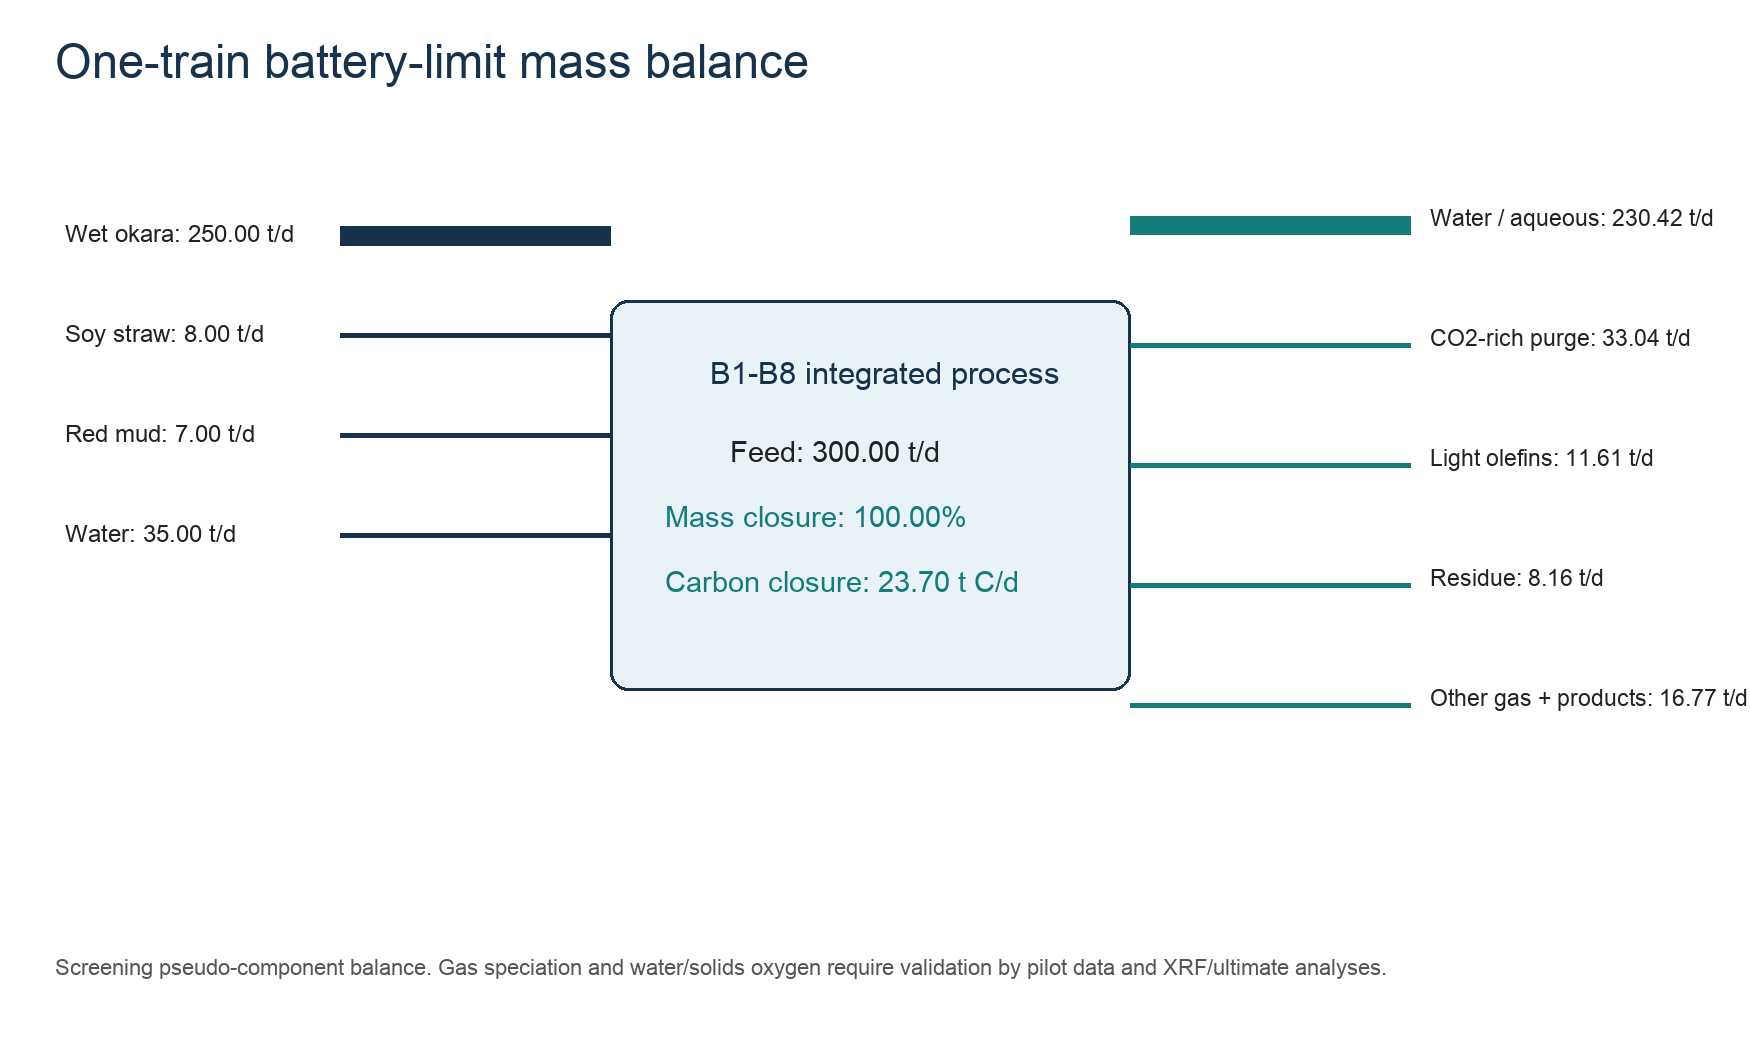 One-train battery-limit mass balance
Wet okara: 250.00 t/d
Soy straw: 8.00 t/d
Red mud: 7.00 t/d
Water: 35.00 t/d
B1-B8 integrated process
Feed: 300.00 t/d
Mass closure: 100.00%
Carbon closure: 23.70 t C/d
Water / aqueous: 230.42 t/d
CO2-rich purge: 33.04 t/d
Light olefins: 11.61 t/d
Residue: 8.16 t/d
Other gas + products: 16.77 t/d
Screening pseudo-component balance. Gas speciation and water/solids oxygen require validation by pilot data and XRF/ultimate analyses.